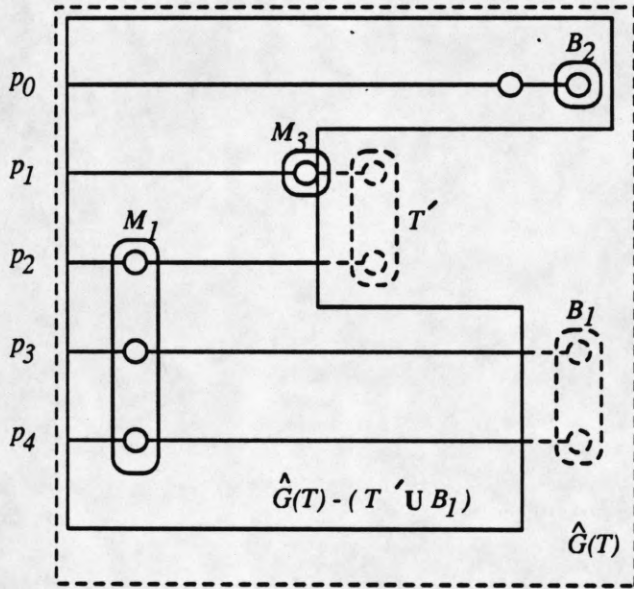 p0 B2
p1 M3
T′
M1
p2
p3 B1
p4
Ĝ(T) - (T′ U B1)
Ĝ(T)